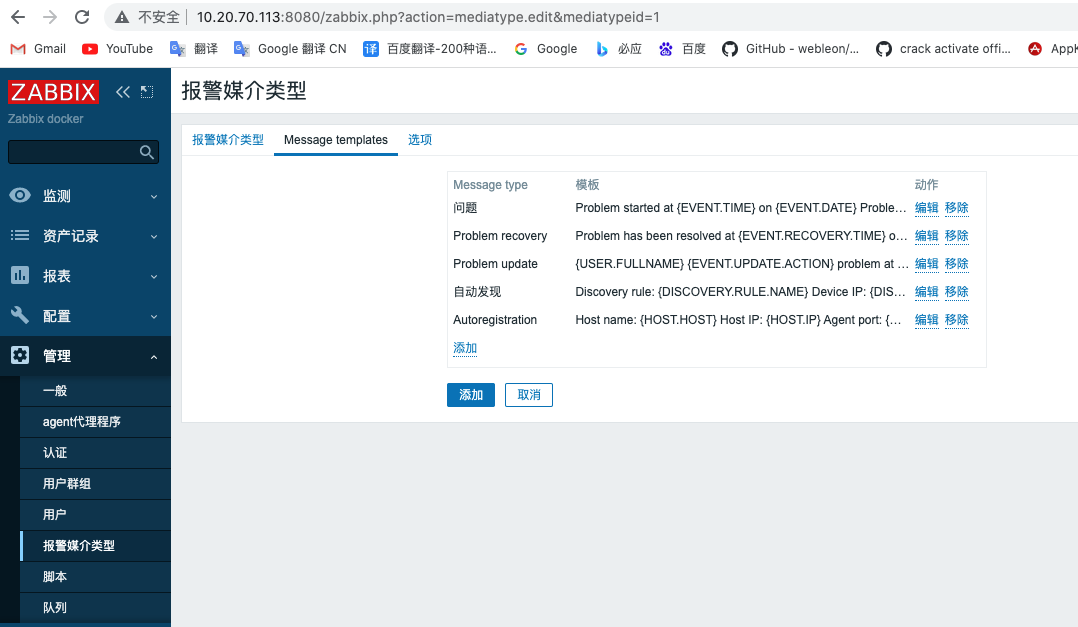 不安全 10.20.70.113:8080/zabbix.php?action=mediatype.edit&mediatypeid=1
Gmail YouTube 翻译 Google 翻译 CN 百度翻译-200种语... Google 必应 百度 GitHub - webleon/... crack activate offi...
ZABBIX
Zabbix docker
监测
资产记录
报表
配置
管理
一般
agent代理程序
认证
用户群组
用户
报警媒介类型
脚本
队列
报警媒介类型
报警媒介类型 Message templates 选项
Message type 模板 动作
问题 Problem started at {EVENT.TIME} on {EVENT.DATE} Proble... 编辑 移除
Problem recovery Problem has been resolved at {EVENT.RECOVERY.TIME} o... 编辑 移除
Problem update {USER.FULLNAME} {EVENT.UPDATE.ACTION} problem at ... 编辑 移除
自动发现 Discovery rule: {DISCOVERY.RULE.NAME} Device IP: {DIS... 编辑 移除
Autoregistration Host name: {HOST.HOST} Host IP: {HOST.IP} Agent port: {... 编辑 移除
添加
添加 取消